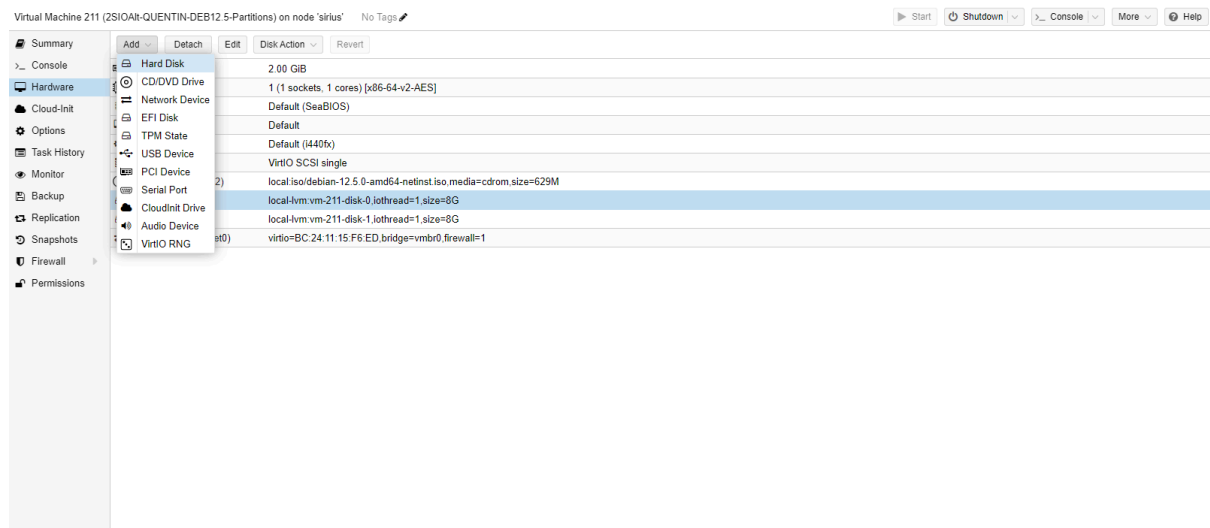 Virtual Machine 211 (2SIOAlt-QUENTIN-DEB12.5-Partitions) on node 'sirius' No Tags Start Shutdown Console More Help
Summary
Console
Hardware
Cloud-Init
Options
Task History
Monitor
Backup
Replication
Snapshots
Firewall
Permissions
Add Detach Edit Disk Action Revert
Hard Disk
CD/DVD Drive
Network Device
EFI Disk
TPM State
USB Device
PCI Device
Serial Port
CloudInit Drive
Audio Device
VirtIO RNG
2.00 GiB
1 (1 sockets, 1 cores) [x86-64-v2-AES]
Default (SeaBIOS)
Default
Default (i440fx)
VirtIO SCSI single
2) local:iso/debian-12.5.0-amd64-netinst.iso,media=cdrom,size=629M
local-lvm:vm-211-disk-0,iothread=1,size=8G
local-lvm:vm-211-disk-1,iothread=1,size=8G
et0) virtio=BC:24:11:15:F6:ED,bridge=vmbr0,firewall=1